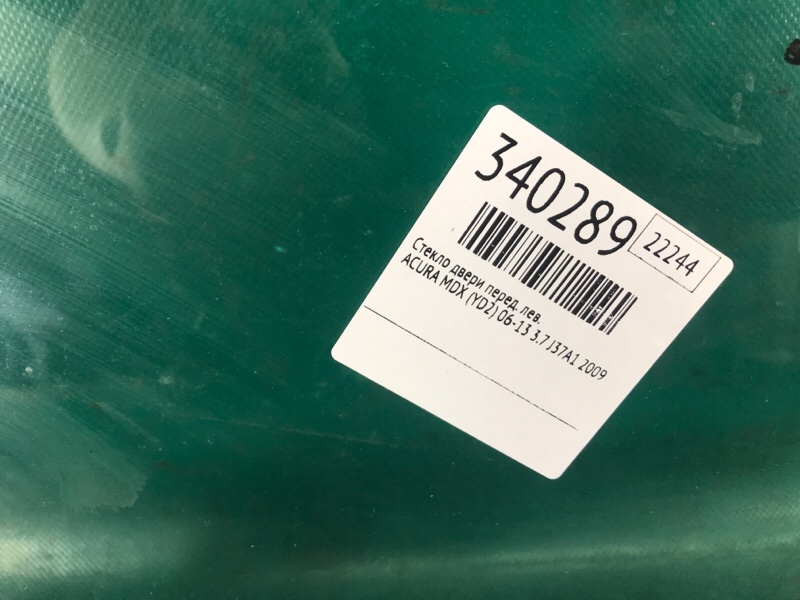 340289
22244
Стекло двери перед. лев.
ACURA MDX (YD2) 06-13 3.7 J37A1 2009